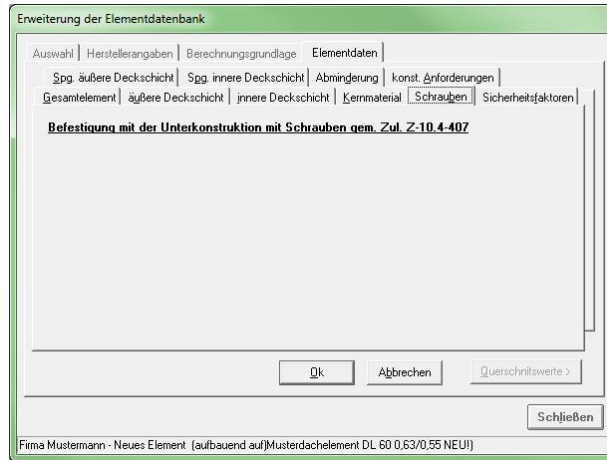 Erweiterung der Elementdatenbank
Auswahl Herstellerangaben Berechnungsgrundlage Elementdaten
Spg. äußere Deckschicht Spg. innere Deckschicht Abminderung konst. Anforderungen
Gesamtelement äußere Deckschicht innere Deckschicht Kernmaterial Schrauben Sicherheitsfaktoren
Befestigung mit der Unterkonstruktion mit Schrauben gem. Zul. Z-10.4-407
Ok Abbrechen Querschnitswerte >
Schließen
Firma Mustermann - Neues Element (aufbauend auf)Musterdachelement DL 60 0,63/0,55 NEU!)